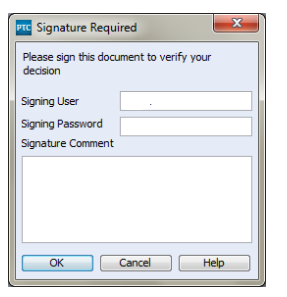 PTC Signature Required
Please sign this document to verify your
decision
Signing User .
Signing Password
Signature Comment
OK Cancel Help